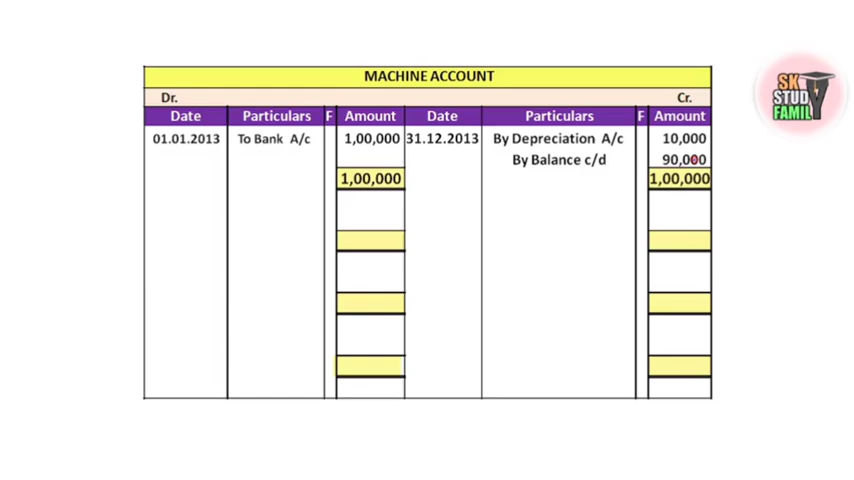 MACHINE ACCOUNT
Dr. Cr.
Date Particulars F Amount Date Particulars F Amount
01.01.2013 To Bank A/c 1,00,000 31.12.2013 By Depreciation A/c 10,000
By Balance c/d 90,000
1,00,000 1,00,000
SK
STUDY
FAMILY